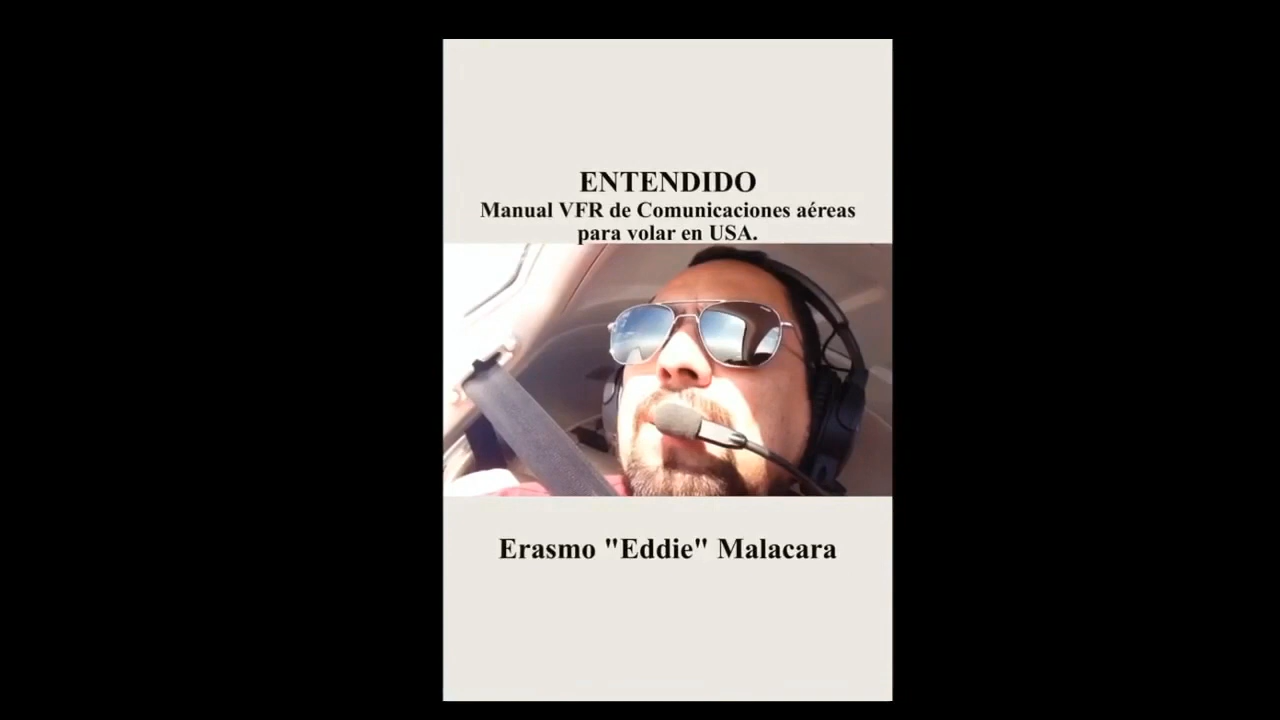 ENTENDIDO
Manual VFR de Comunicaciones aéreas
para volar en USA.
Erasmo "Eddie" Malacara